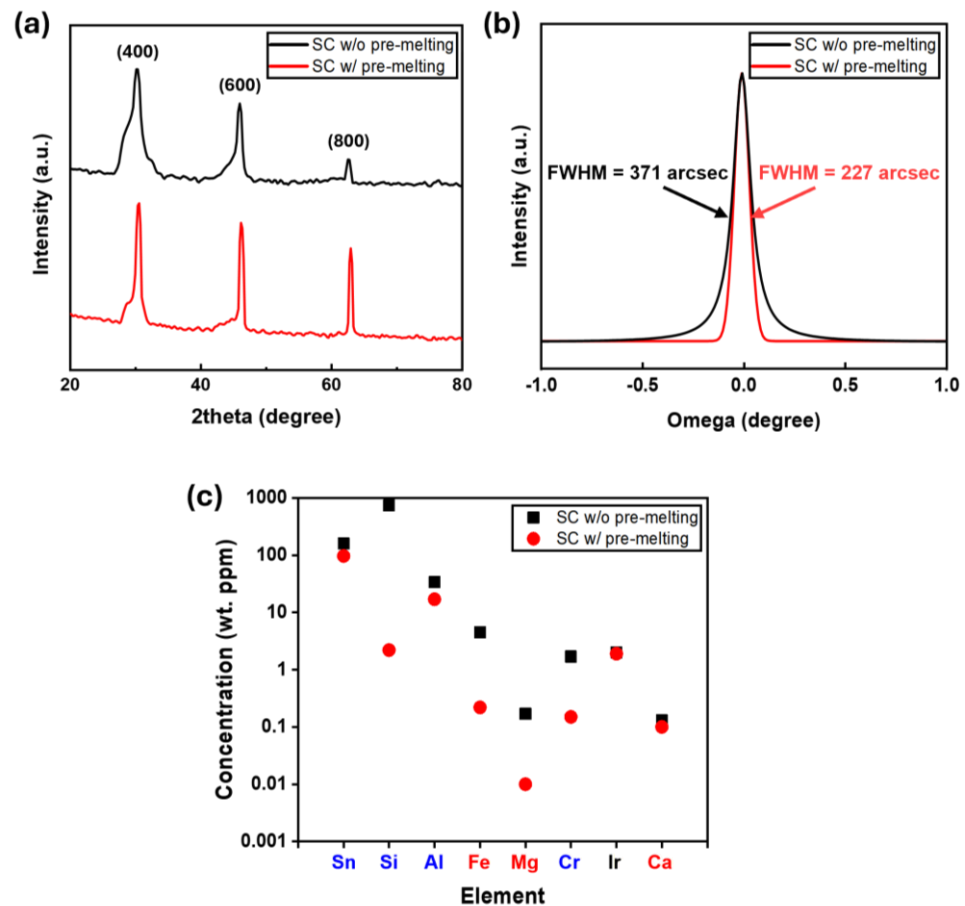 (a)
SC w/o pre-melting
SC w/ pre-melting
(400)
(600)
(800)
Intensity (a.u.)
20
40
60
80
2theta (degree)
(b)
SC w/o pre-melting
SC w/ pre-melting
FWHM = 371 arcsec
FWHM = 227 arcsec
Intensity (a.u.)
-1.0
-0.5
0.0
0.5
1.0
Omega (degree)
(c)
SC w/o pre-melting
SC w/ pre-melting
Concentration (wt. ppm)
1000
100
10
1
0.1
0.01
0.001
Sn
Si
Al
Fe
Mg
Cr
Ir
Ca
Element